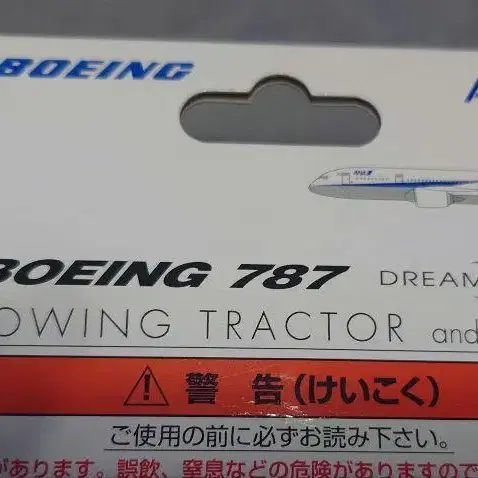 BOEING
ANA
BOEING 787 DREAM
OWING TRACTOR and
⚠ 警告(けいこく)
ご使用の前に必ずお読み下さい。
があります。誤飲、窒息などの危険がありますので